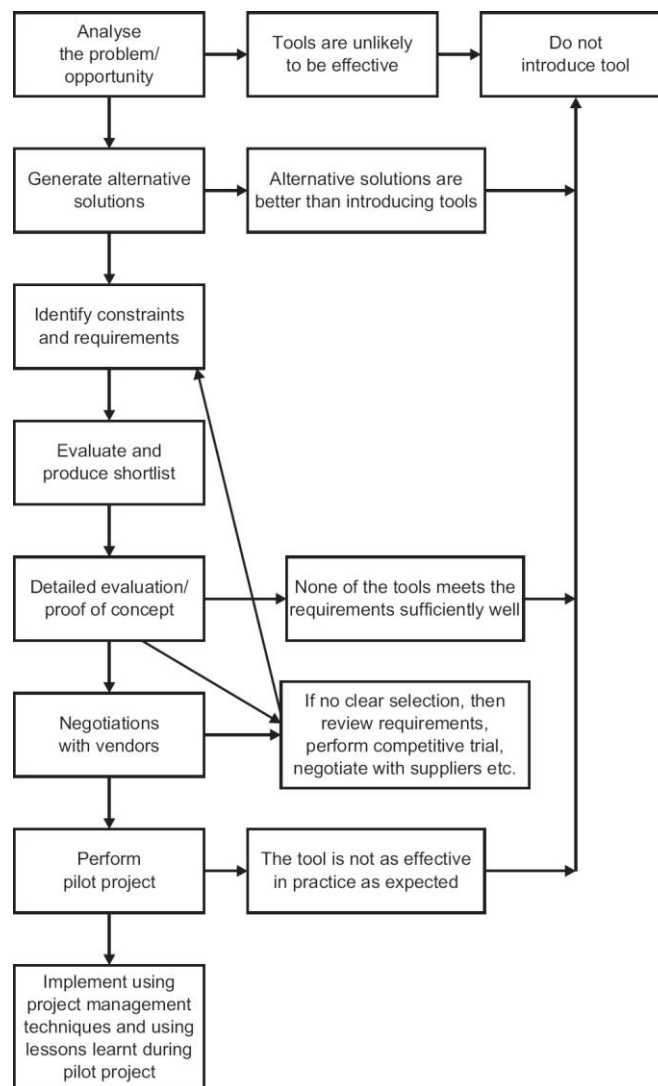 Analyse
the problem/
opportunity
Tools are unlikely
to be effective
Do not
introduce tool
Generate alternative
solutions
Alternative solutions are
better than introducing tools
Identify constraints
and requirements
Evaluate and
produce shortlist
Detailed evaluation/
proof of concept
None of the tools meets the
requirements sufficiently well
Negotiations
with vendors
If no clear selection, then
review requirements,
perform competitive trial,
negotiate with suppliers etc.
Perform
pilot project
The tool is not as effective
in practice as expected
Implement using
project management
techniques and using
lessons learnt during
pilot project